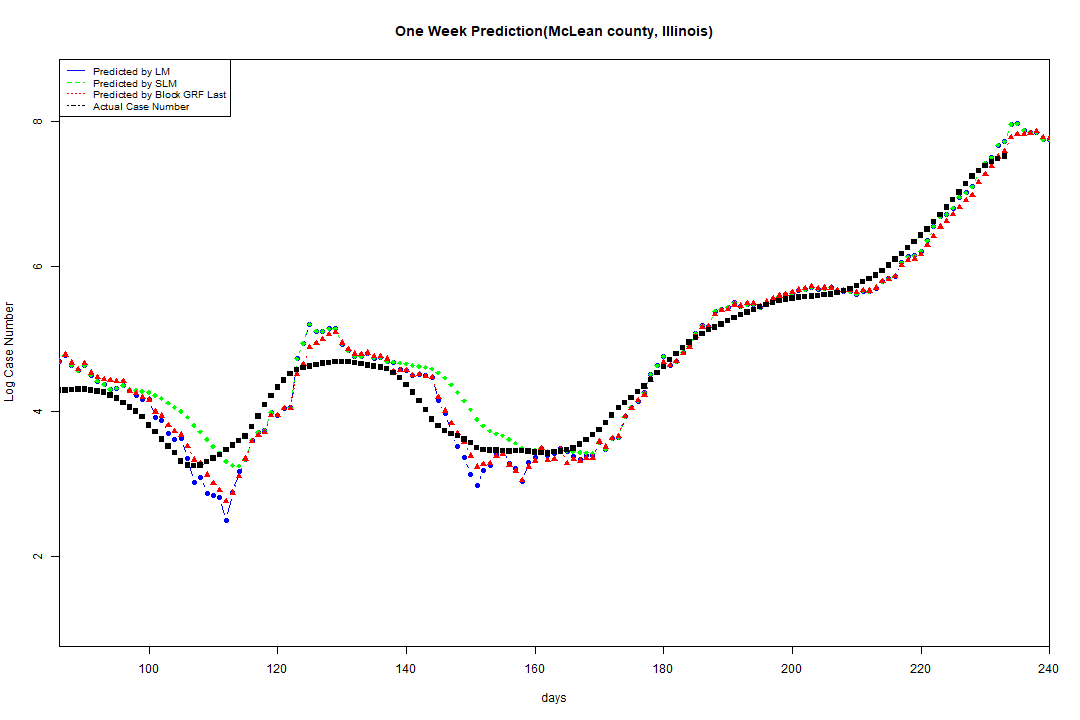 One Week Prediction(McLean county, Illinois)
Predicted by LM
Predicted by SLM
Predicted by Block GRF Last
Actual Case Number
8
6
4
2
Log Case Number
100 120 140 160 180 200 220 240
days